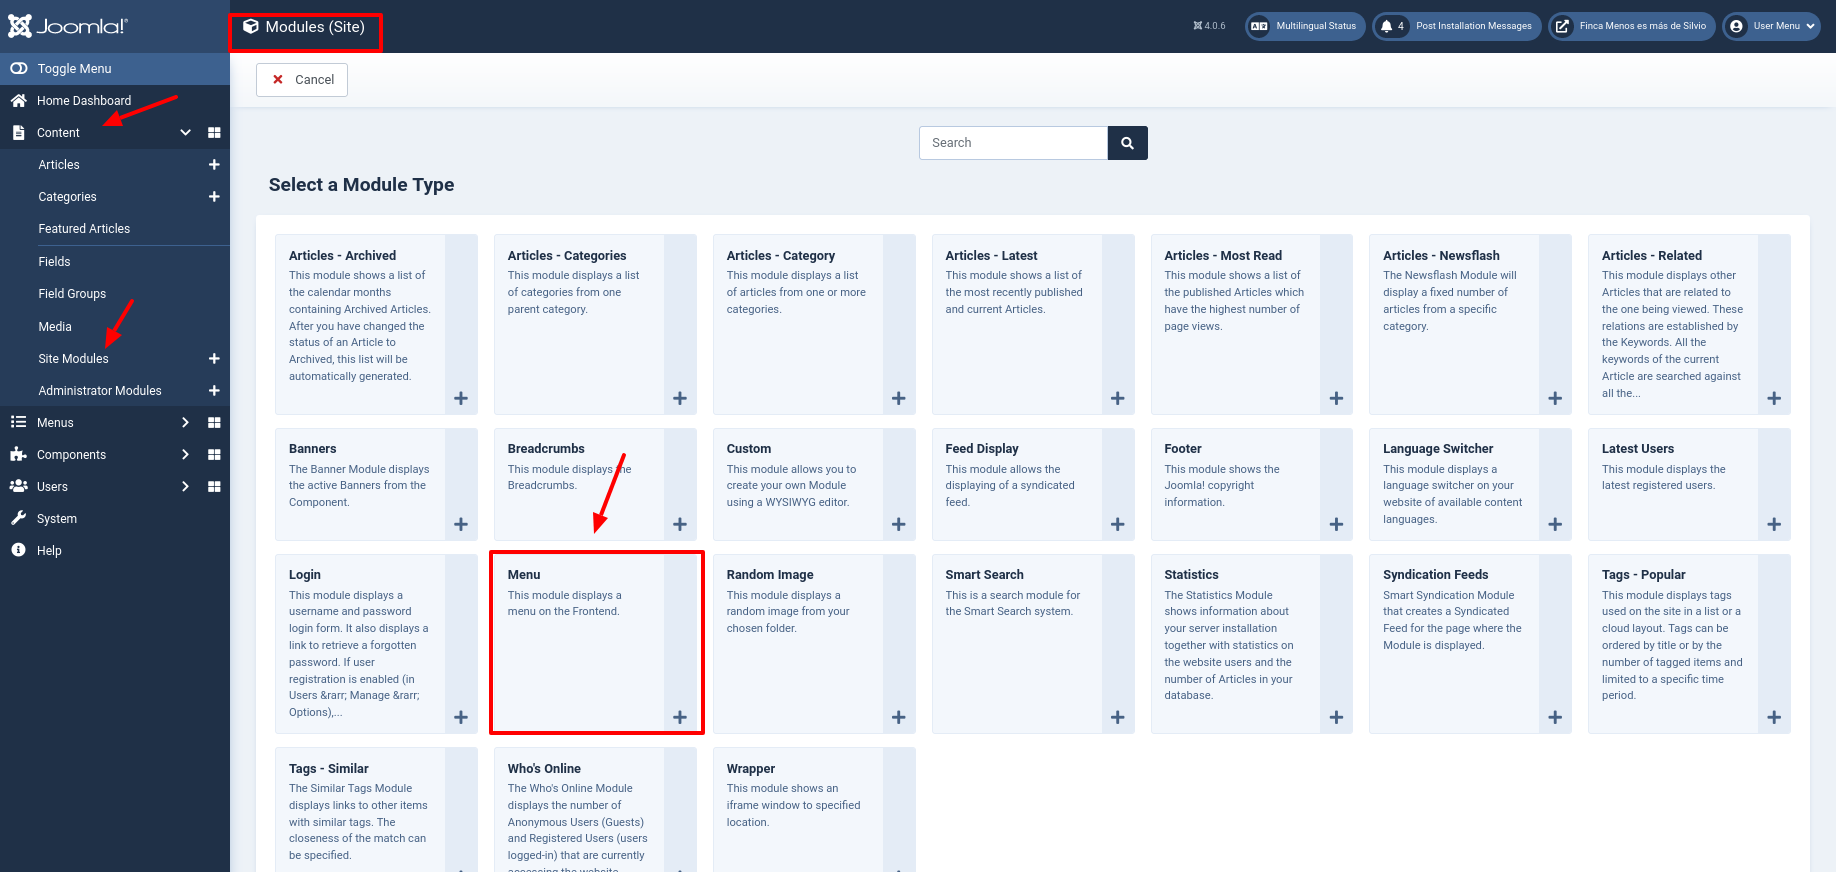 Joomla!
Modules (Site)
4.0.6
Multilingual Status
4 Post Installation Messages
Finca Menos es más de Silvio
User Menu
Toggle Menu
Home Dashboard
Content
Articles
Categories
Featured Articles
Fields
Field Groups
Media
Site Modules
Administrator Modules
Menus
Components
Users
System
Help
Cancel
Search
Select a Module Type
Articles - Archived
This module shows a list of
the calendar months
containing Archived Articles.
After you have changed the
status of an Article to
Archived, this list will be
automatically generated.
Articles - Categories
This module displays a list
of categories from one
parent category.
Articles - Category
This module displays a list
of articles from one or more
categories.
Articles - Latest
This module shows a list of
the most recently published
and current Articles.
Articles - Most Read
This module shows a list of
the published Articles which
have the highest number of
page views.
Articles - Newsflash
The Newsflash Module will
display a fixed number of
articles from a specific
category.
Articles - Related
This module displays other
Articles that are related to
the one being viewed. These
relations are established by
the Keywords. All the
keywords of the current
Article are searched against
all the...
Banners
The Banner Module displays
the active Banners from the
Component.
Breadcrumbs
This module displays the
Breadcrumbs.
Custom
This module allows you to
create your own Module
using a WYSIWYG editor.
Feed Display
This module allows the
displaying of a syndicated
feed.
Footer
This module shows the
Joomla! copyright
information.
Language Switcher
This module displays a
language switcher on your
website of available content
languages.
Latest Users
This module displays the
latest registered users.
Login
This module displays a
username and password
login form. It also displays a
link to retrieve a forgotten
password. If user
registration is enabled (in
Users &rarr; Manage &rarr;
Options),...
Menu
This module displays a
menu on the Frontend.
Random Image
This module displays a
random image from your
chosen folder.
Smart Search
This is a search module for
the Smart Search system.
Statistics
The Statistics Module
shows information about
your server installation
together with statistics on
the website users and the
number of Articles in your
database.
Syndication Feeds
Smart Syndication Module
that creates a Syndicated
Feed for the page where the
Module is displayed.
Tags - Popular
This module displays tags
used on the site in a list or a
cloud layout. Tags can be
ordered by title or by the
number of tagged items and
limited to a specific time
period.
Tags - Similar
The Similar Tags Module
displays links to other items
with similar tags. The
closeness of the match can
be specified.
Who's Online
The Who's Online Module
displays the number of
Anonymous Users (Guests)
and Registered Users (users
logged-in) that are currently
accessing the website.
Wrapper
This module shows an
iframe window to specified
location.